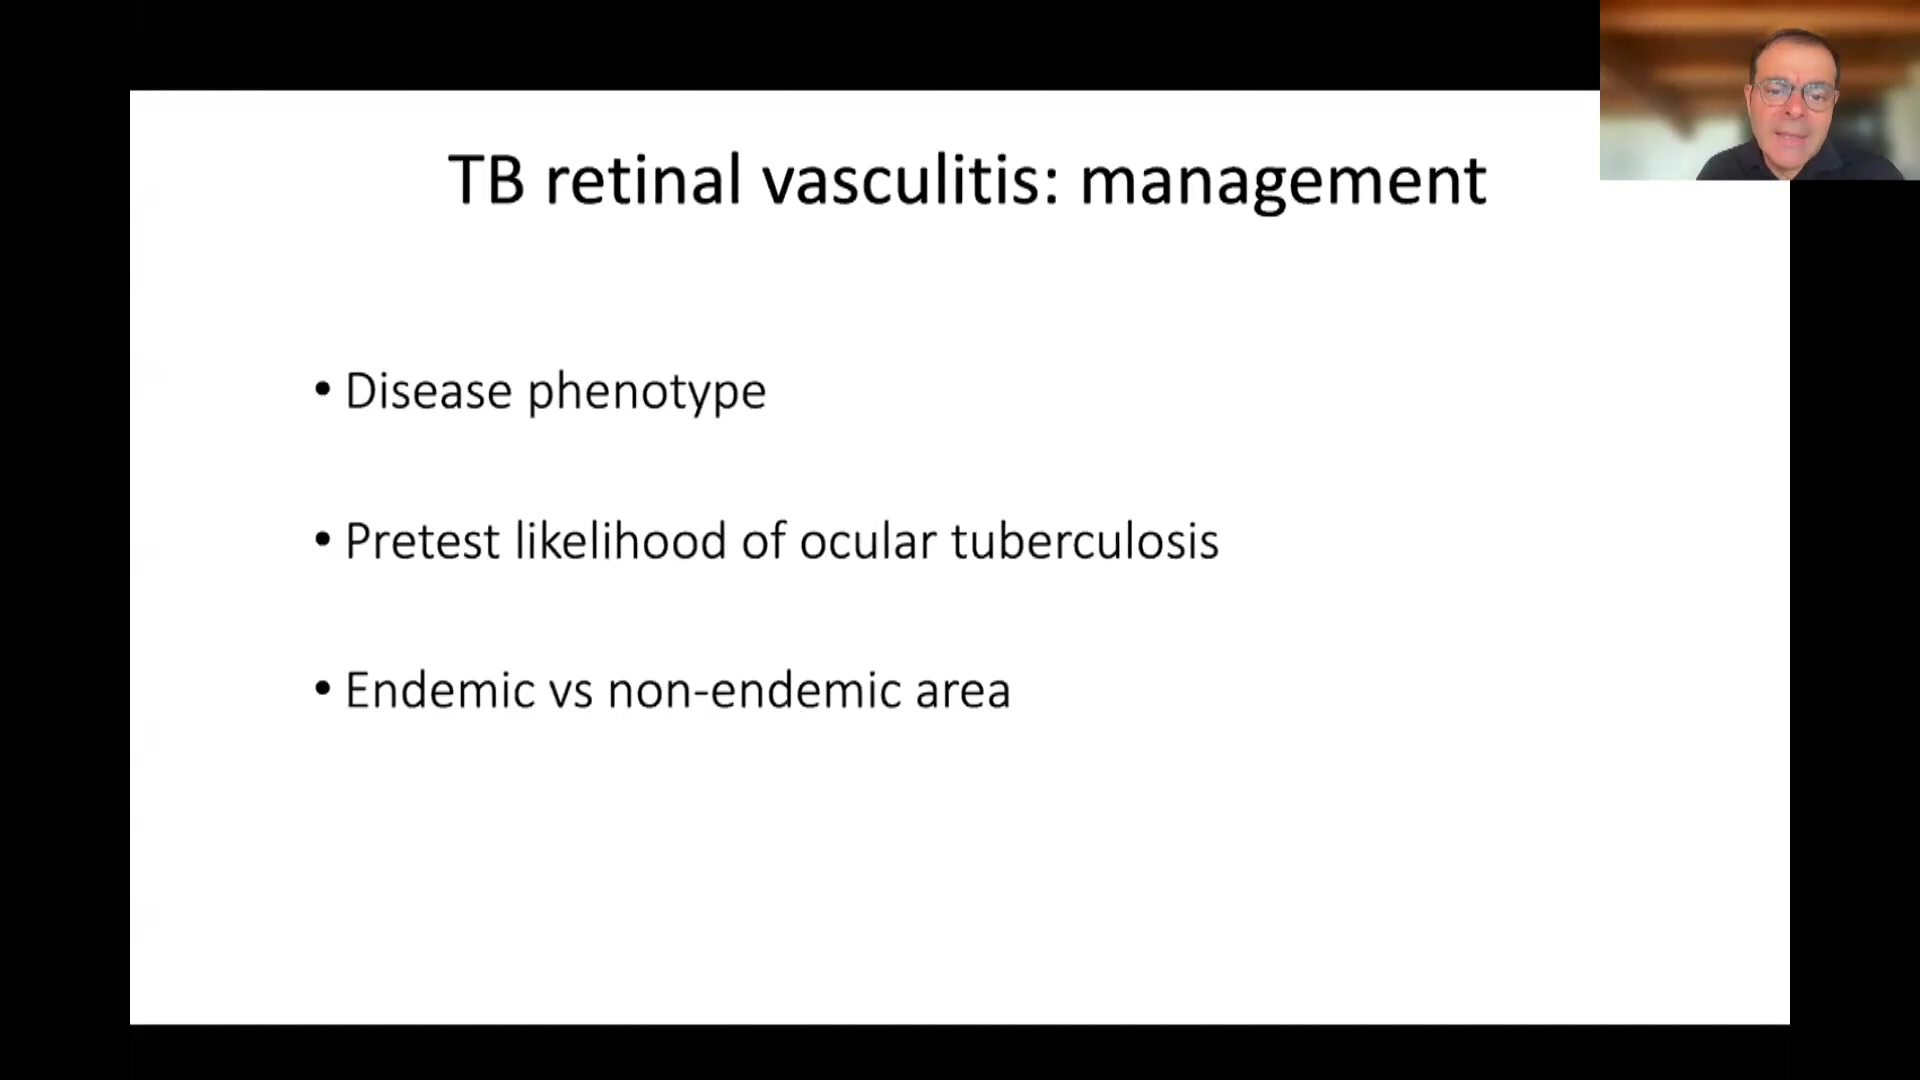 TB retinal vasculitis: management
• Disease phenotype
• Pretest likelihood of ocular tuberculosis
• Endemic vs non-endemic area